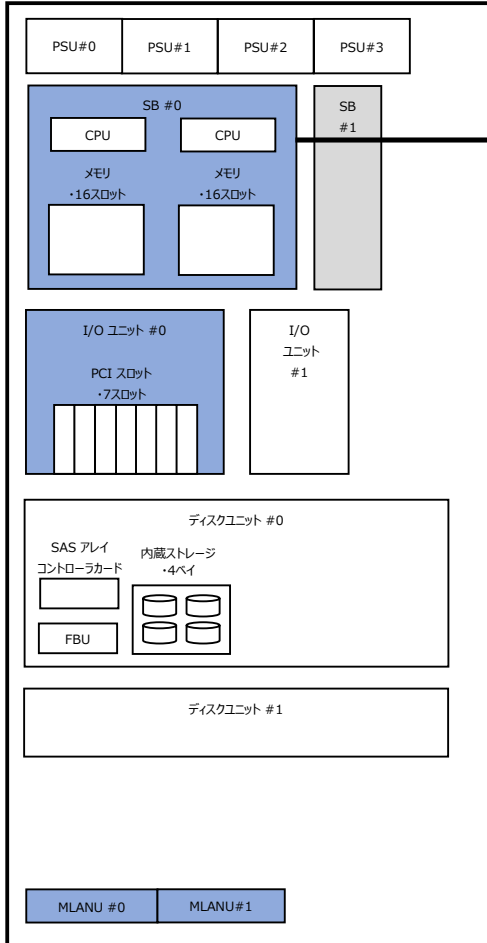 PSU#0
PSU#1
PSU#2
PSU#3
SB #0
CPU
CPU
メモリ
・16スロット
メモリ
・16スロット
SB
#1
I/O ユニット #0
PCI スロット
・7スロット
I/O
ユニット
#1
ディスクユニット #0
SAS アレイ
コントローラカード
FBU
内蔵ストレージ
・4ベイ
ディスクユニット #1
MLANU #0
MLANU#1